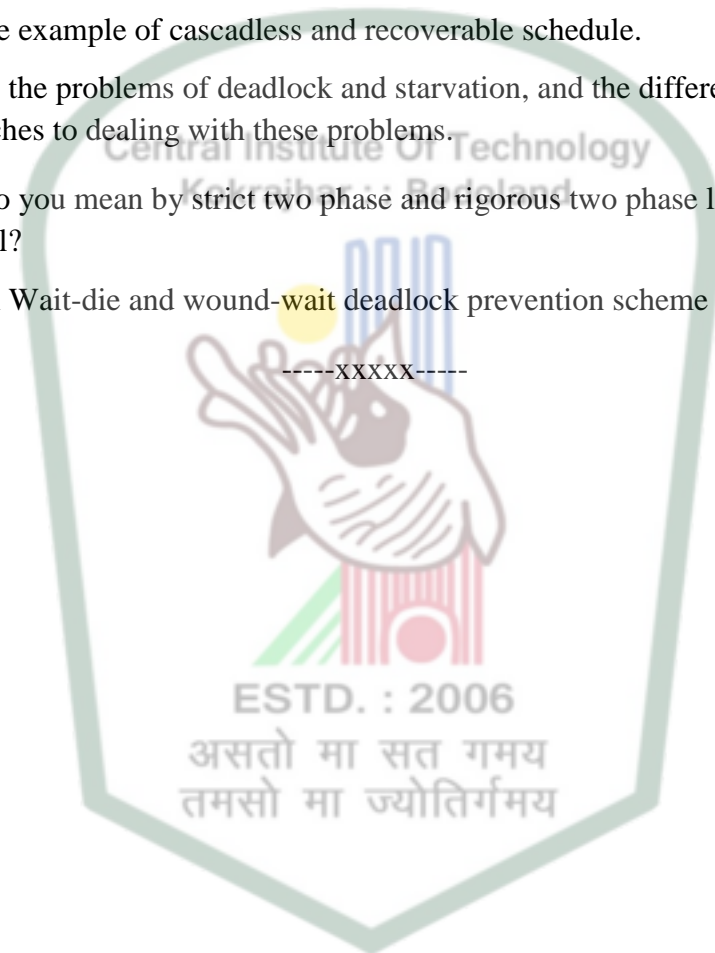 e example of cascadless and recoverable schedule.
the problems of deadlock and starvation, and the differe
ches to dealing with these problems.
Central Institute Of Technology
Kokrajhar : : Bodoland
o you mean by strict two phase and rigorous two phase l
l?
Wait-die and wound-wait deadlock prevention scheme
-----xxxxx-----
ESTD. : 2006
असतो मा सत गमय
तमसो मा ज्योतिर्गमय